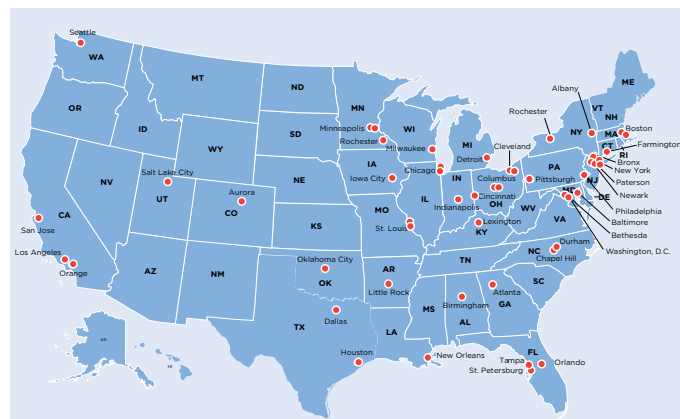 Seattle
WA
OR
ID
MT
ND
SD
WY
NE
NV
UT
Salt Lake City
CO
Aurora
KS
CA
San Jose
Los Angeles
Orange
AZ
NM
Oklahoma City
OK
TX
Dallas
Houston
AK
HI
MN
Minneapolis
Rochester
WI
Milwaukee
IA
Iowa City
Chicago
IL
IN
Indianapolis
MO
St. Louis
AR
Little Rock
LA
New Orleans
MS
AL
Birmingham
GA
Atlanta
TN
KY
Lexington
Cincinnati
Columbus
OH
Cleveland
MI
Detroit
FL
Tampa
St. Petersburg
Orlando
SC
NC
Durham
Chapel Hill
VA
WV
PA
Pittsburgh
NY
Rochester
Albany
VT
NH
ME
MA
Boston
CT
RI
Farmington
Bronx
New York
Paterson
Newark
NJ
Philadelphia
DE
MD
Baltimore
Bethesda
Washington, D.C.